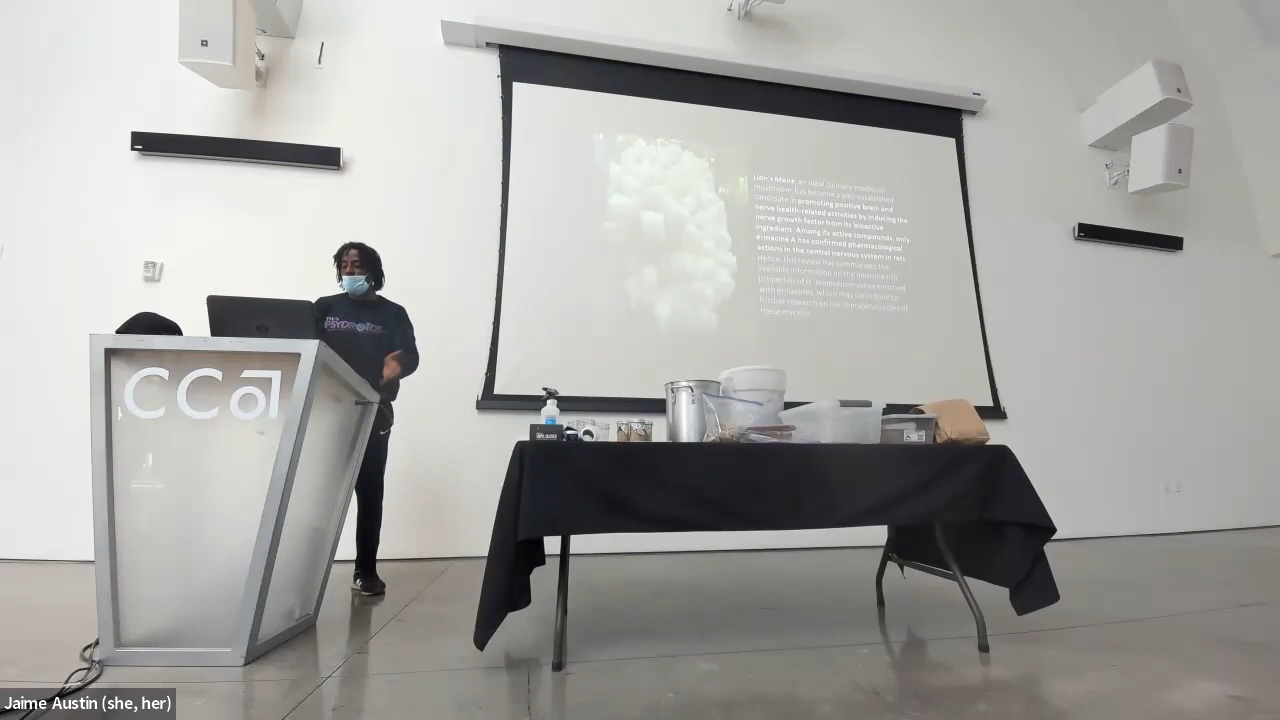 Lion's Mane, an ideal culinary-medicinal
mushroom, has become a well-established
candidate in promoting positive brain and
nerve health-related activities by inducing the
nerve growth factor from its bioactive
ingredient. Among its active compounds, only
erinacine A has confirmed pharmacological
actions in the central nervous system in rats.
Hence, this review has summarized the
available information on the neurohealth
properties of H. erinaceus mycelia enriched
with erinacines, which may contribute to
further research on the therapeutic roles of
these mycelia.
PSYDR
CCA
Jaime Austin (she, her)